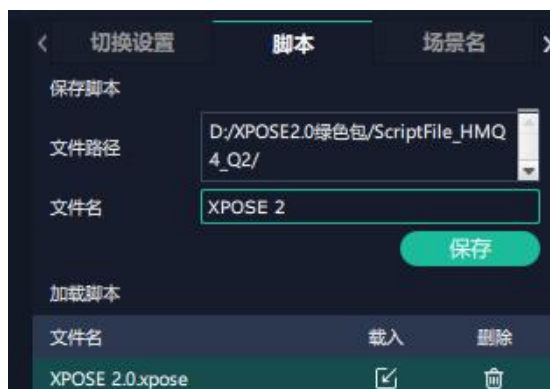 切换设置 脚本 场景名
保存脚本
文件路径 D:/XPOSE2.0绿色包/ScriptFile_HMQ
4_Q2/
文件名 XPOSE 2
保存
加载脚本
文件名 载入 删除
XPOSE 2.0.xpose